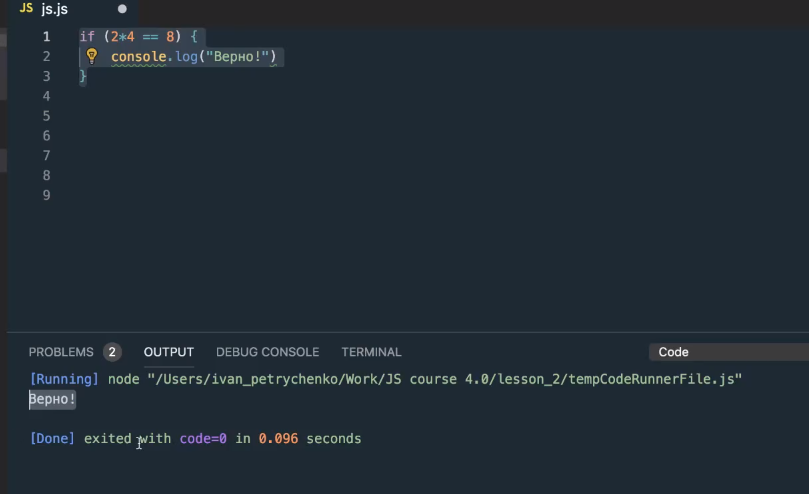 JS js.js
1 if (2*4 == 8) {
2 console.log("Верно!")
3 }
4
5
6
7
8
9
PROBLEMS 2 OUTPUT DEBUG CONSOLE TERMINAL Code
[Running] node "/Users/ivan_petrychenko/Work/JS course 4.0/lesson_2/tempCodeRunnerFile.js"
Верно!
[Done] exited with code=0 in 0.096 seconds